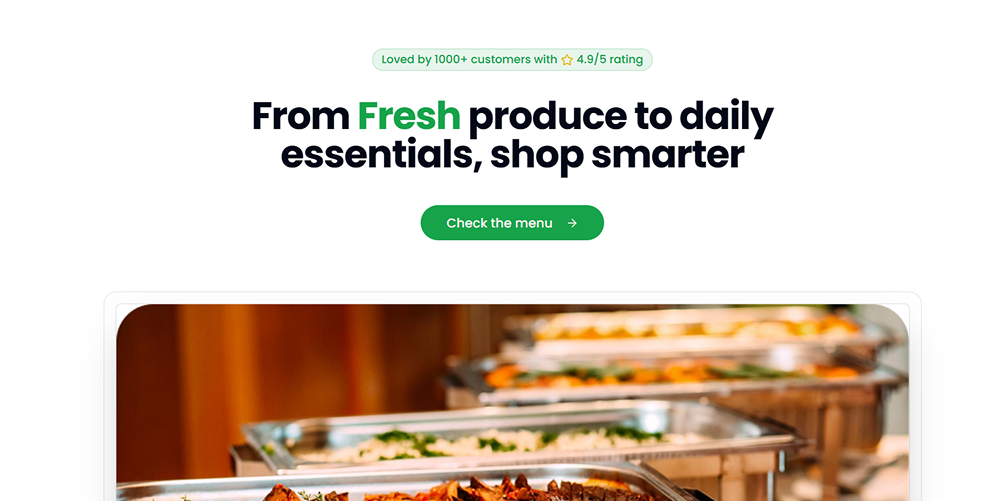 Loved by 1000+ customers with ⭐ 4.9/5 rating
From Fresh produce to daily
essentials, shop smarter
Check the menu →